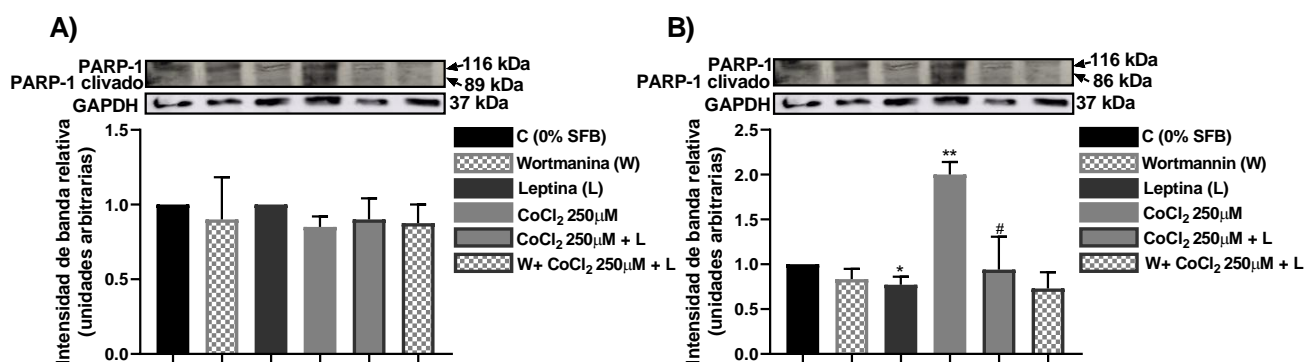 A)
PARP-1
PARP-1 clivado
GAPDH
116 kDa
89 kDa
37 kDa
Intensidad de banda relativa
(unidades arbitrarias)
1.5
1.0
0.5
0.0
C (0% SFB)
Wortmanina (W)
Leptina (L)
CoCl₂ 250µM
CoCl₂ 250µM + L
W+ CoCl₂ 250µM + L
B)
PARP-1
PARP-1 clivado
GAPDH
116 kDa
86 kDa
37 kDa
Intensidad de banda relativa
(unidades arbitrarias)
2.5
2.0
1.5
1.0
0.5
0.0
*
**
#
C (0% SFB)
Wortmannin (W)
Leptina (L)
CoCl₂ 250µM
CoCl₂ 250µM + L
W+ CoCl₂ 250µM + L